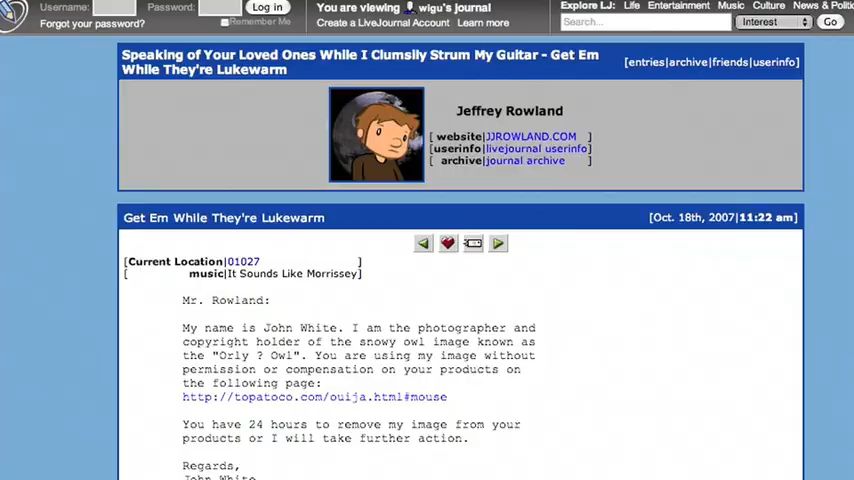 Username: Password: Log in
Forgot your password? Remember Me
You are viewing wigu's journal
Create a LiveJournal Account Learn more
Explore LJ: Life Entertainment Music Culture News &
Search... Interest Go
Speaking of Your Loved Ones While I Clumsily Strum My Guitar - Get Em
While They're Lukewarm
[entries|archive|friends|userinfo]
Jeffrey Rowland
[ website|JJROWLAND.COM ]
[userinfo|livejournal userinfo]
[ archive|journal archive ]
Get Em While They're Lukewarm [Oct. 18th, 2007|11:22 am]
[Current Location|01027 ]
[ music|It Sounds Like Morrissey]
Mr. Rowland:
My name is John White. I am the photographer and
copyright holder of the snowy owl image known as
the "Orly ? Owl". You are using my image without
permission or compensation on your products on
the following page:
http://topatoco.com/ouija.html#mouse
You have 24 hours to remove my image from your
products or I will take further action.
Regards,
John White